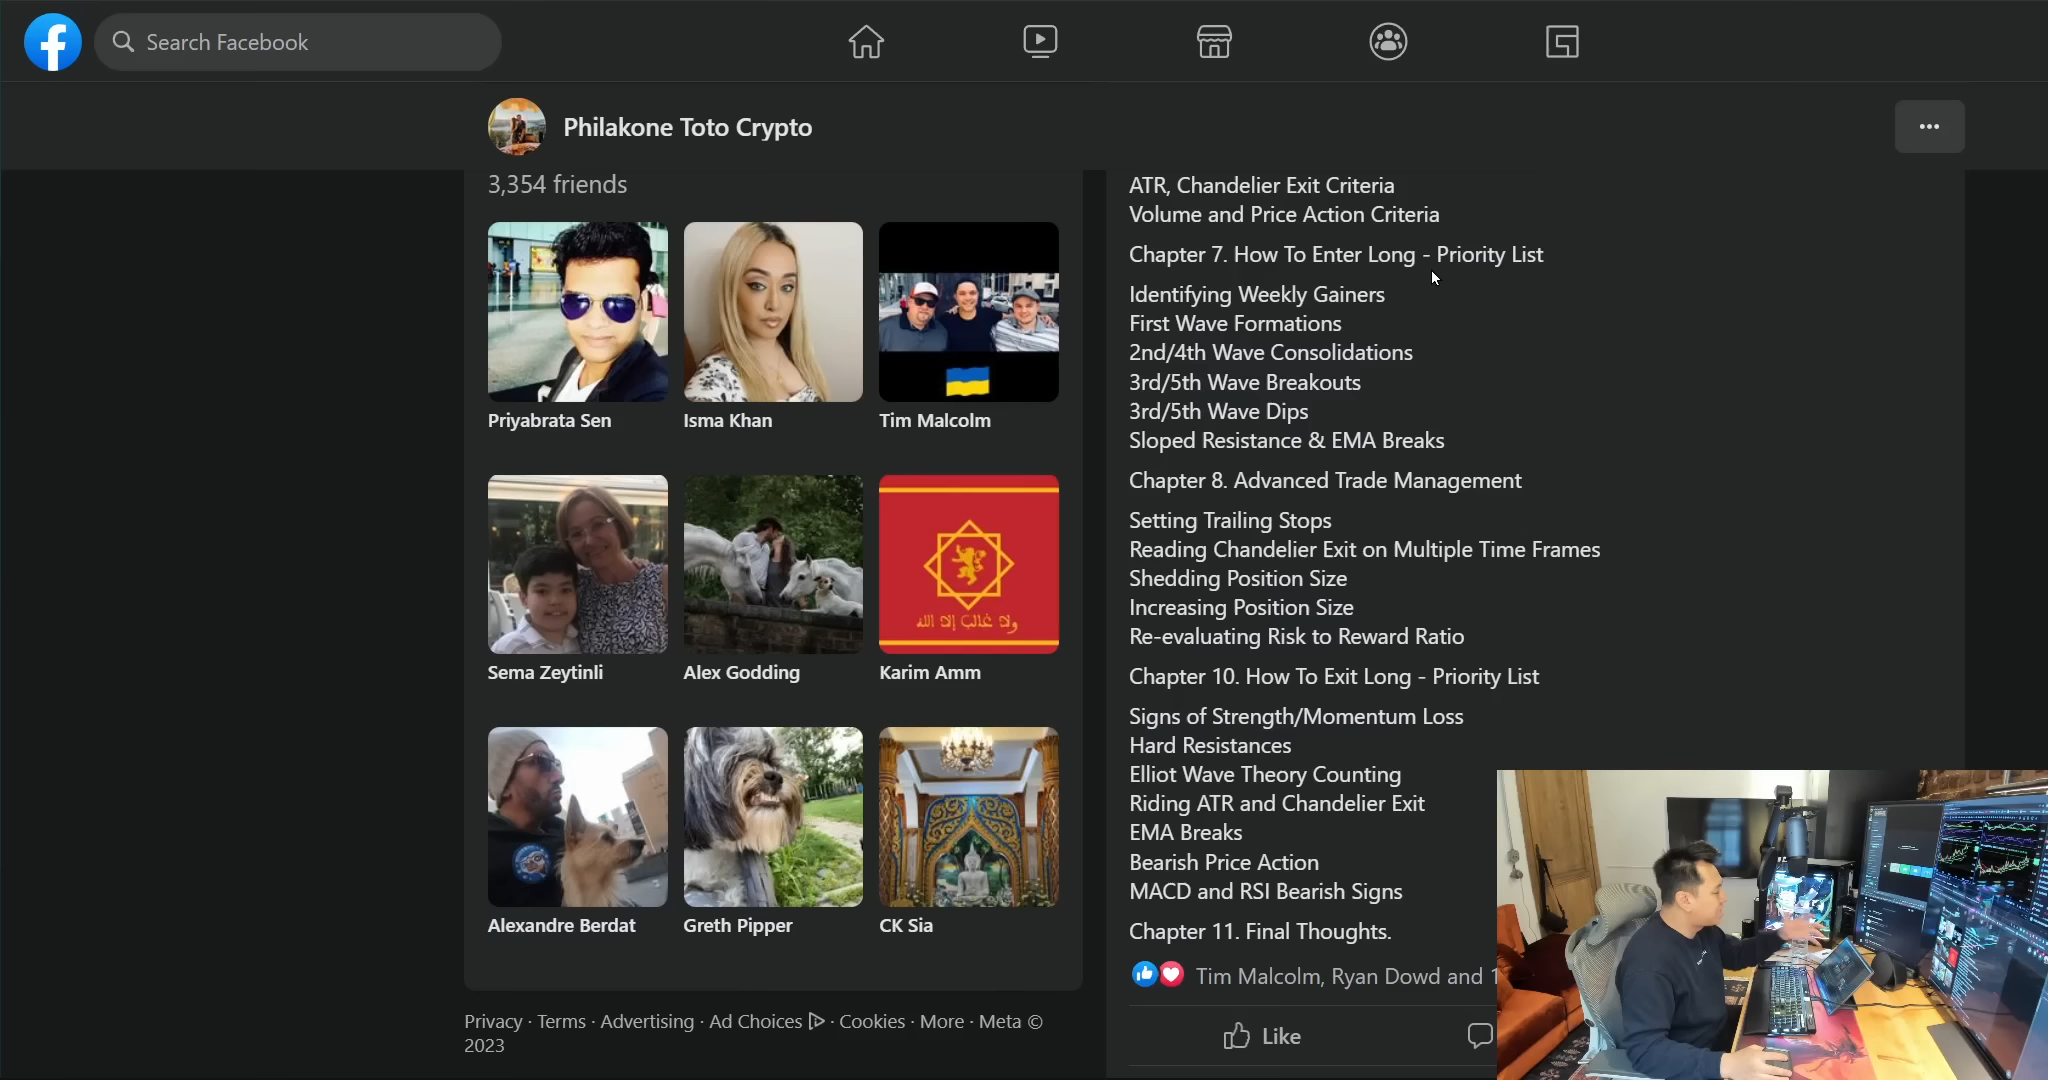 Search Facebook
Philakone Toto Crypto
3,354 friends
Priyabrata Sen
Isma Khan
Tim Malcolm
ولا غالب إلا الله
Sema Zeytinli
Alex Godding
Karim Amm
Alexandre Berdat
Greth Pipper
CK Sia
Privacy · Terms · Advertising · Ad Choices · Cookies · More · Meta ©
2023
ATR, Chandelier Exit Criteria
Volume and Price Action Criteria
Chapter 7. How To Enter Long - Priority List
Identifying Weekly Gainers
First Wave Formations
2nd/4th Wave Consolidations
3rd/5th Wave Breakouts
3rd/5th Wave Dips
Sloped Resistance & EMA Breaks
Chapter 8. Advanced Trade Management
Setting Trailing Stops
Reading Chandelier Exit on Multiple Time Frames
Shedding Position Size
Increasing Position Size
Re-evaluating Risk to Reward Ratio
Chapter 10. How To Exit Long - Priority List
Signs of Strength/Momentum Loss
Hard Resistances
Elliot Wave Theory Counting
Riding ATR and Chandelier Exit
EMA Breaks
Bearish Price Action
MACD and RSI Bearish Signs
Chapter 11. Final Thoughts.
Tim Malcolm, Ryan Dowd and 1
Like